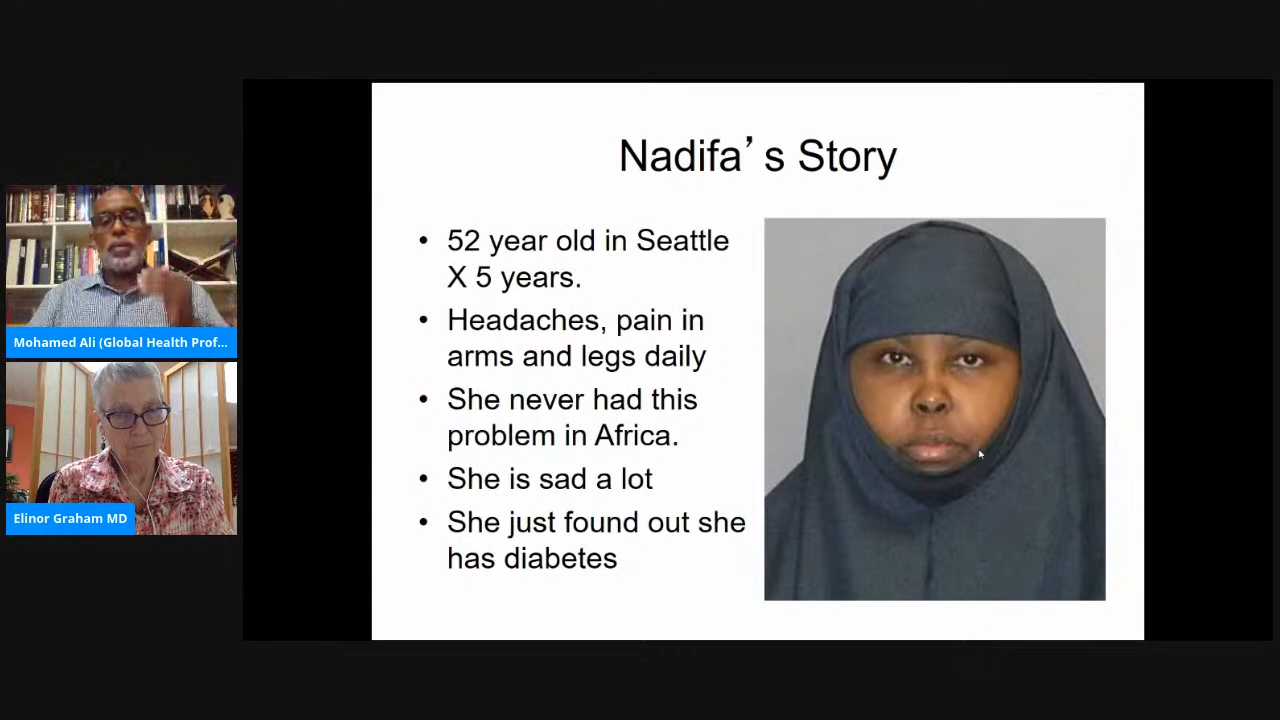 Nadifa’s Story
• 52 year old in Seattle
X 5 years.
• Headaches, pain in
arms and legs daily
• She never had this
problem in Africa.
• She is sad a lot
• She just found out she
has diabetes
Mohamed Ali (Global Health Prof...
Elinor Graham MD